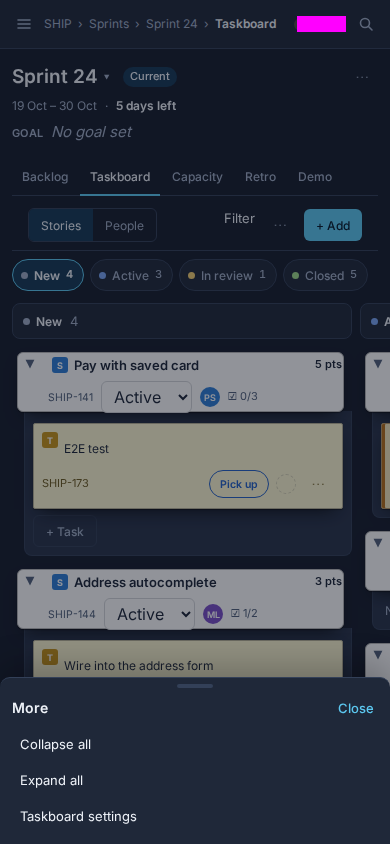 SHIP › Sprints › Sprint 24 › Taskboard
Sprint 24 ▾ Current ...
19 Oct – 30 Oct · 5 days left
GOAL No goal set
Backlog Taskboard Capacity Retro Demo
Stories People Filter ... + Add
New 4 Active 3 In review 1 Closed 5
New 4 A
▼ S Pay with saved card 5 pts ▼
SHIP-141 Active PS ☑ 0/3
T E2E test
SHIP-173 Pick up ...
+ Task
▼ S Address autocomplete 3 pts
SHIP-144 Active ML ☑ 1/2
T Wire into the address form
More Close
Collapse all
Expand all
Taskboard settings